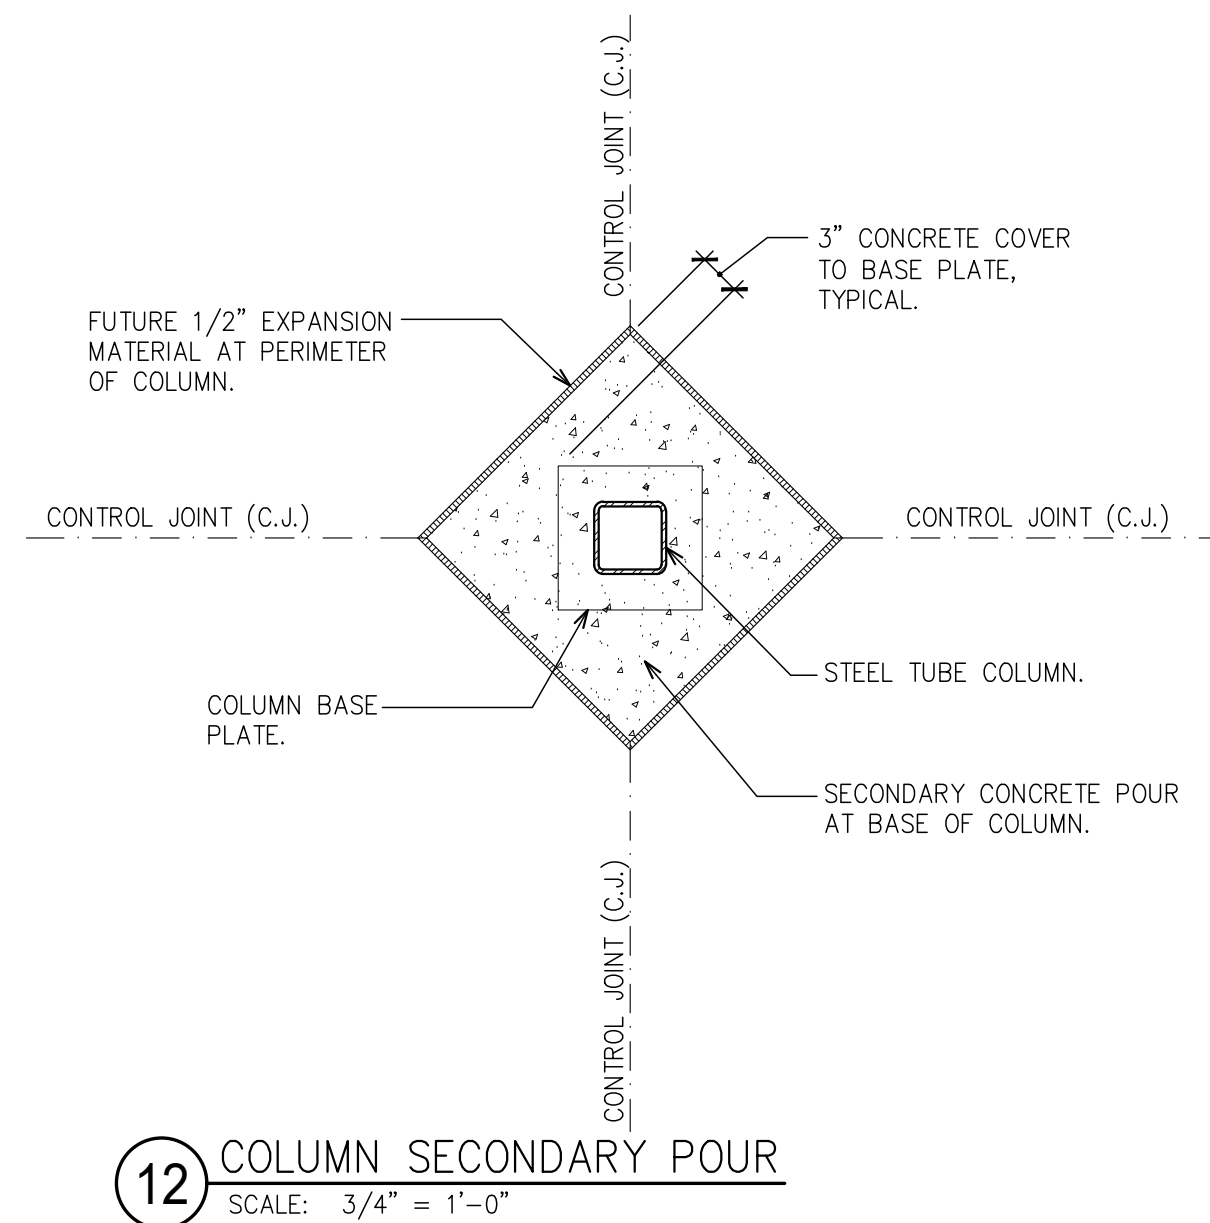 CONTROL JOINT (C.J.)
3” CONCRETE COVER
TO BASE PLATE,
TYPICAL.
FUTURE 1/2” EXPANSION
MATERIAL AT PERIMETER
OF COLUMN.
CONTROL JOINT (C.J.)
CONTROL JOINT (C.J.)
STEEL TUBE COLUMN.
COLUMN BASE
PLATE.
SECONDARY CONCRETE POUR
AT BASE OF COLUMN.
CONTROL JOINT (C.J.)
12
COLUMN SECONDARY POUR
SCALE: 3/4” = 1’-0”